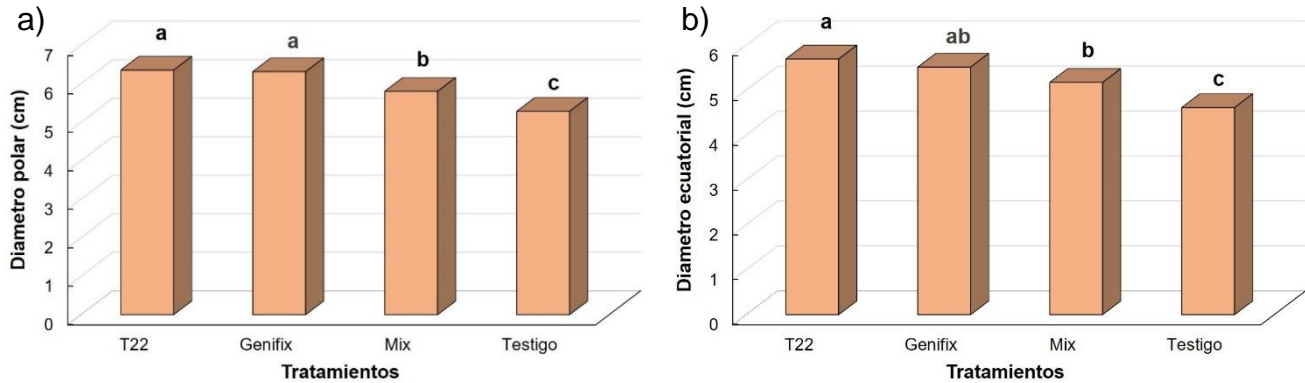 a)
Diametro polar (cm)
7
6
5
4
3
2
1
0
a
a
b
c
T22
Genifix
Mix
Testigo
Tratamientos
b)
Diametro ecuatorial (cm)
6
5
4
3
2
1
0
a
ab
b
c
T22
Genifix
Mix
Testigo
Tratamientos